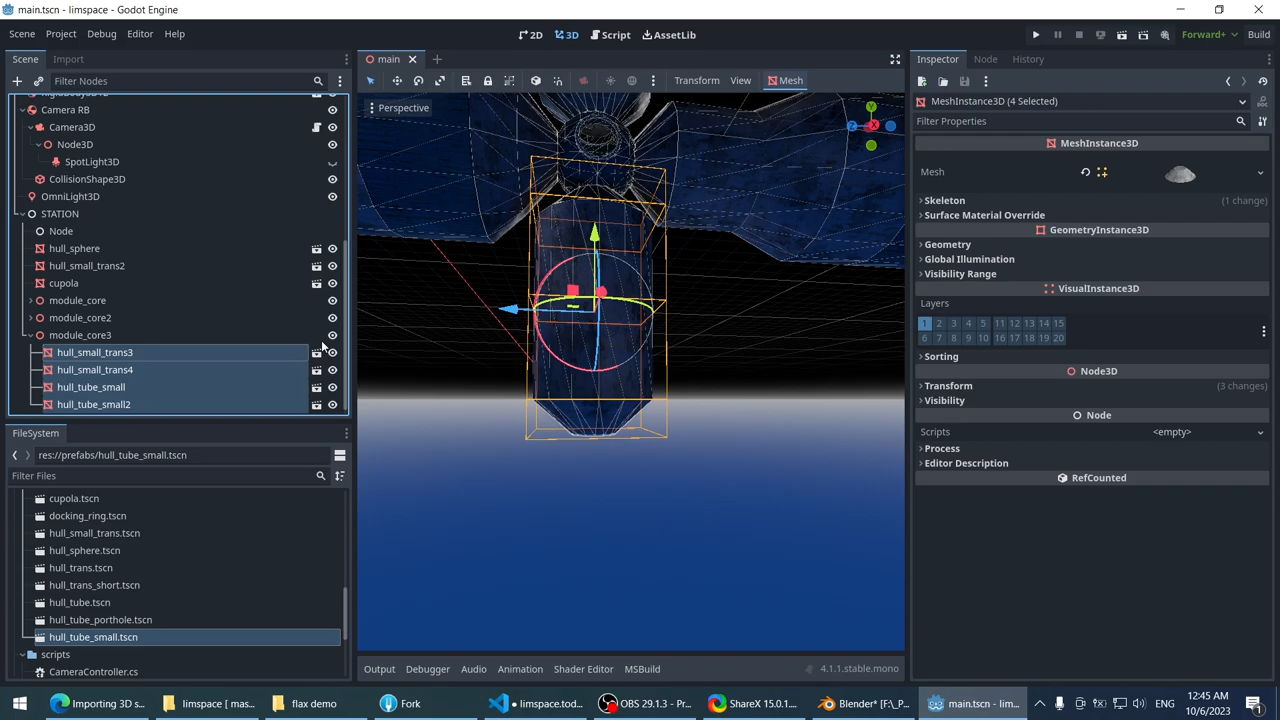 main.tscn - limspace - Godot Engine
Scene Project Debug Editor Help
2D 3D Script AssetLib
Forward+ Build
Scene Import
Filter Nodes
Camera RB
Camera3D
Node3D
SpotLight3D
CollisionShape3D
OmniLight3D
STATION
Node
hull_sphere
hull_small_trans2
cupola
module_core
module_core2
module_core3
hull_small_trans3
hull_small_trans4
hull_tube_small
hull_tube_small2
FileSystem
res://prefabs/hull_tube_small.tscn
Filter Files
cupola.tscn
docking_ring.tscn
hull_small_trans.tscn
hull_sphere.tscn
hull_trans.tscn
hull_trans_short.tscn
hull_tube.tscn
hull_tube_porthole.tscn
hull_tube_small.tscn
scripts
CameraController.cs
main
Transform View Mesh
Perspective
Y
Z
X
Output Debugger Audio Animation Shader Editor MSBuild
4.1.1.stable.mono
Inspector Node History
MeshInstance3D (4 Selected)
Filter Properties
MeshInstance3D
Mesh
Skeleton (1 change)
Surface Material Override
GeometryInstance3D
Geometry
Global Illumination
Visibility Range
VisualInstance3D
Layers
1 2 3 4 5 11 12 13 14 15
6 7 8 9 10 16 17 18 19 20
Sorting
Node3D
Transform (3 changes)
Visibility
Node
Scripts <empty>
Process
Editor Description
RefCounted
Importing 3D s...
limspace [ mas...
flax demo
Fork
limspace.tod...
OBS 29.1.3 - Pr...
ShareX 15.0.1...
Blender* [F:\_P...
main.tscn - lim...
ENG
12:45 AM
10/6/2023
1